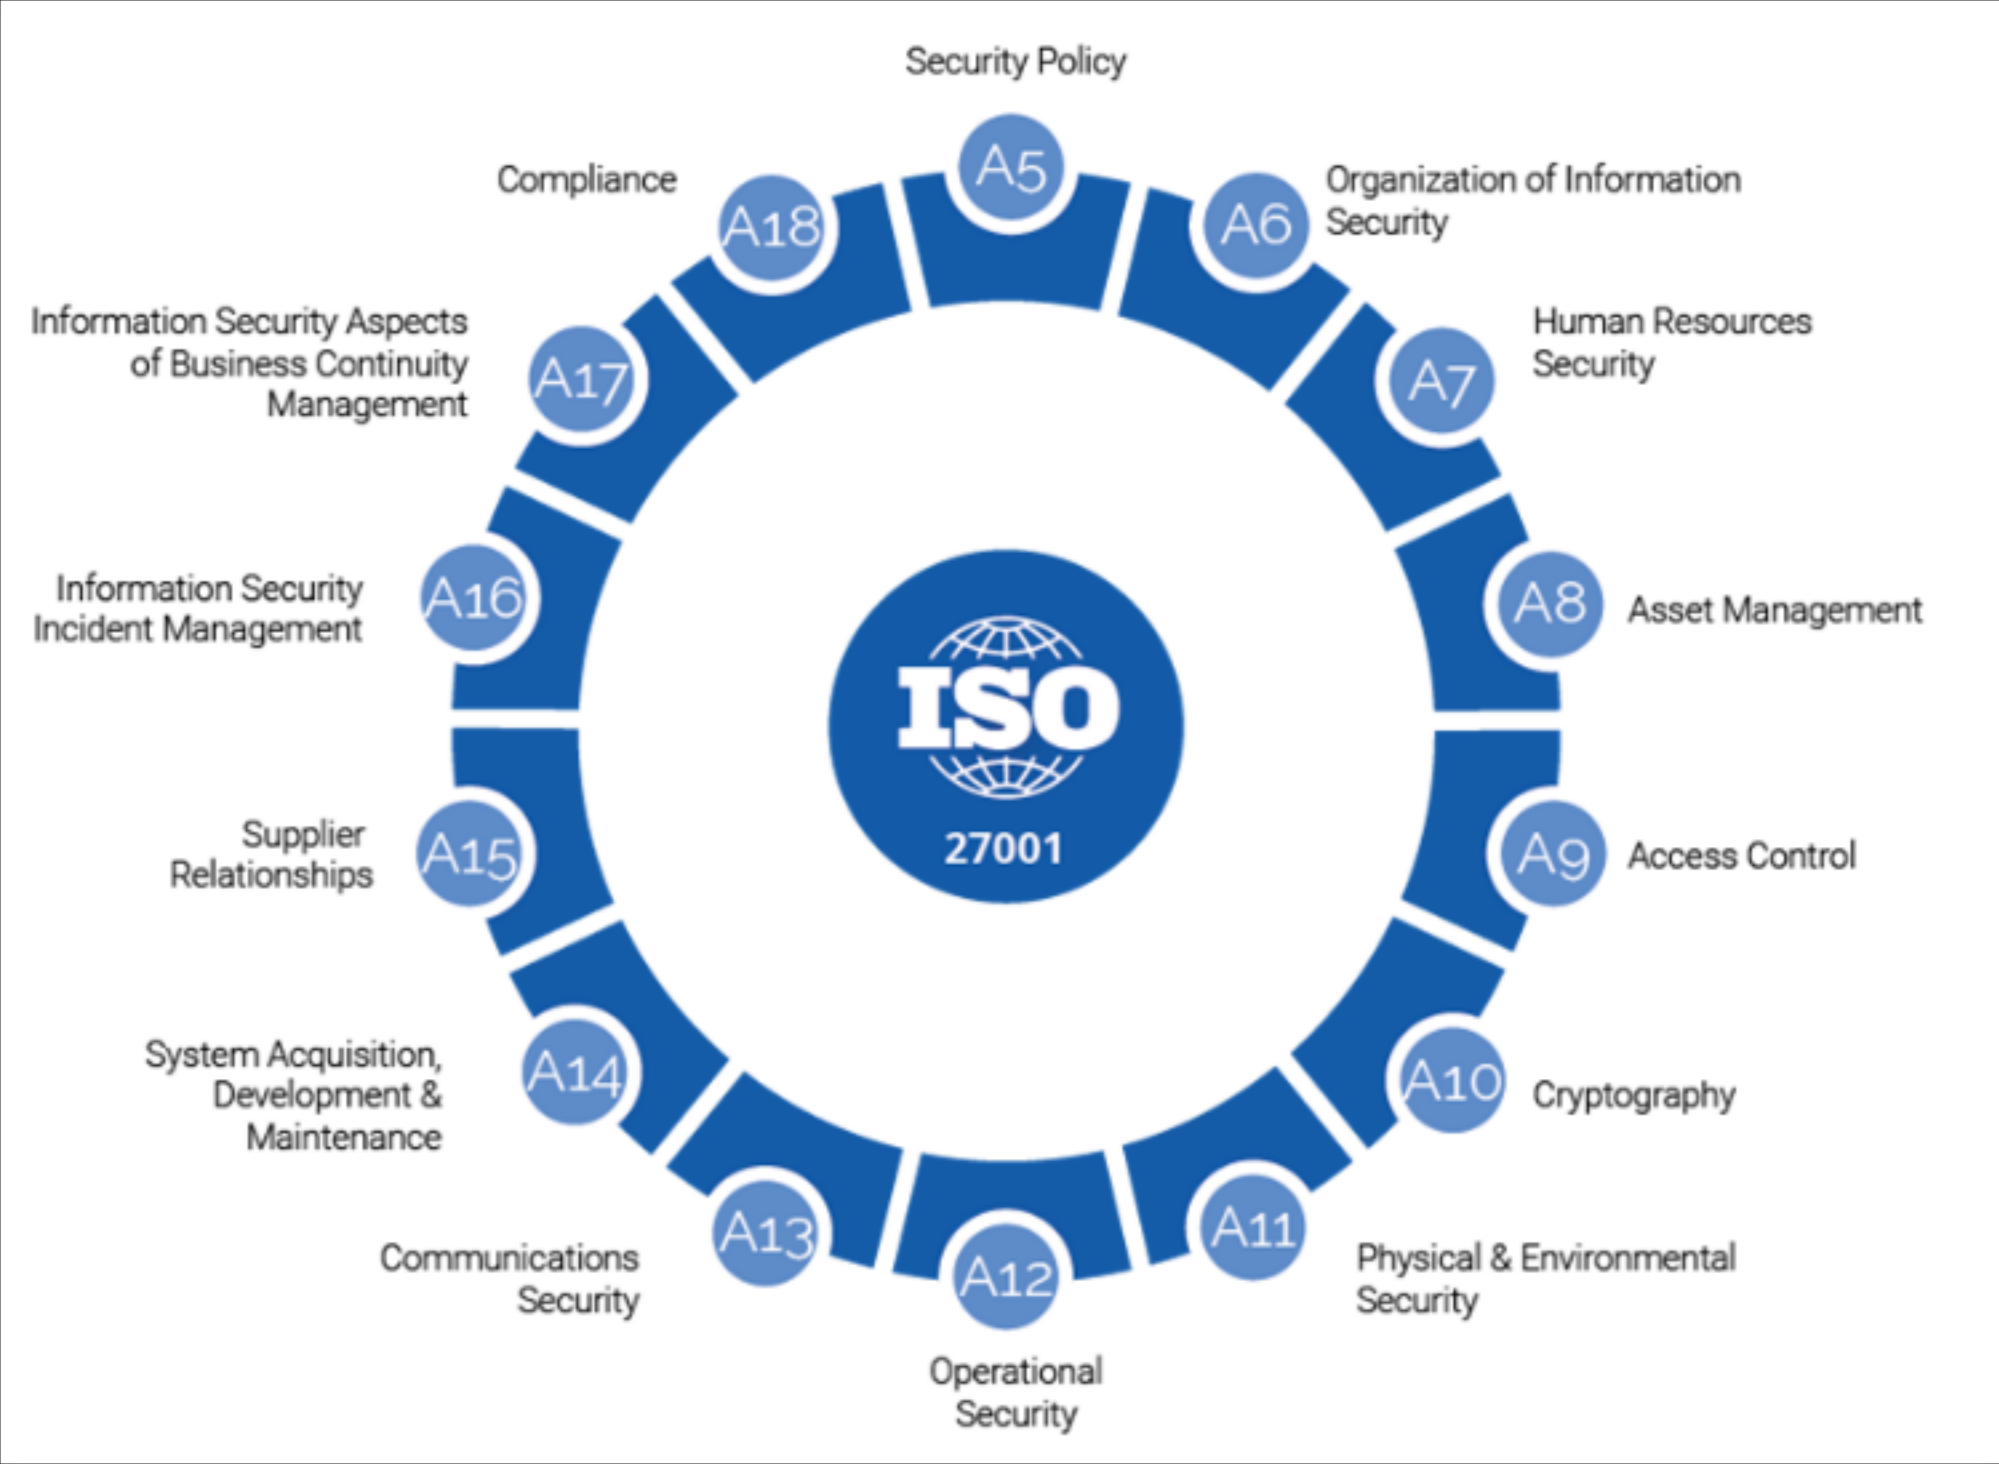 Security Policy
A5
A6
Organization of Information
Security
A7
Human Resources
Security
A8
Asset Management
A9
Access Control
A10
Cryptography
A11
Physical & Environmental
Security
A12
Operational
Security
A13
Communications
Security
A14
System Acquisition,
Development &
Maintenance
A15
Supplier
Relationships
A16
Information Security
Incident Management
A17
Information Security Aspects
of Business Continuity
Management
A18
Compliance
ISO
27001